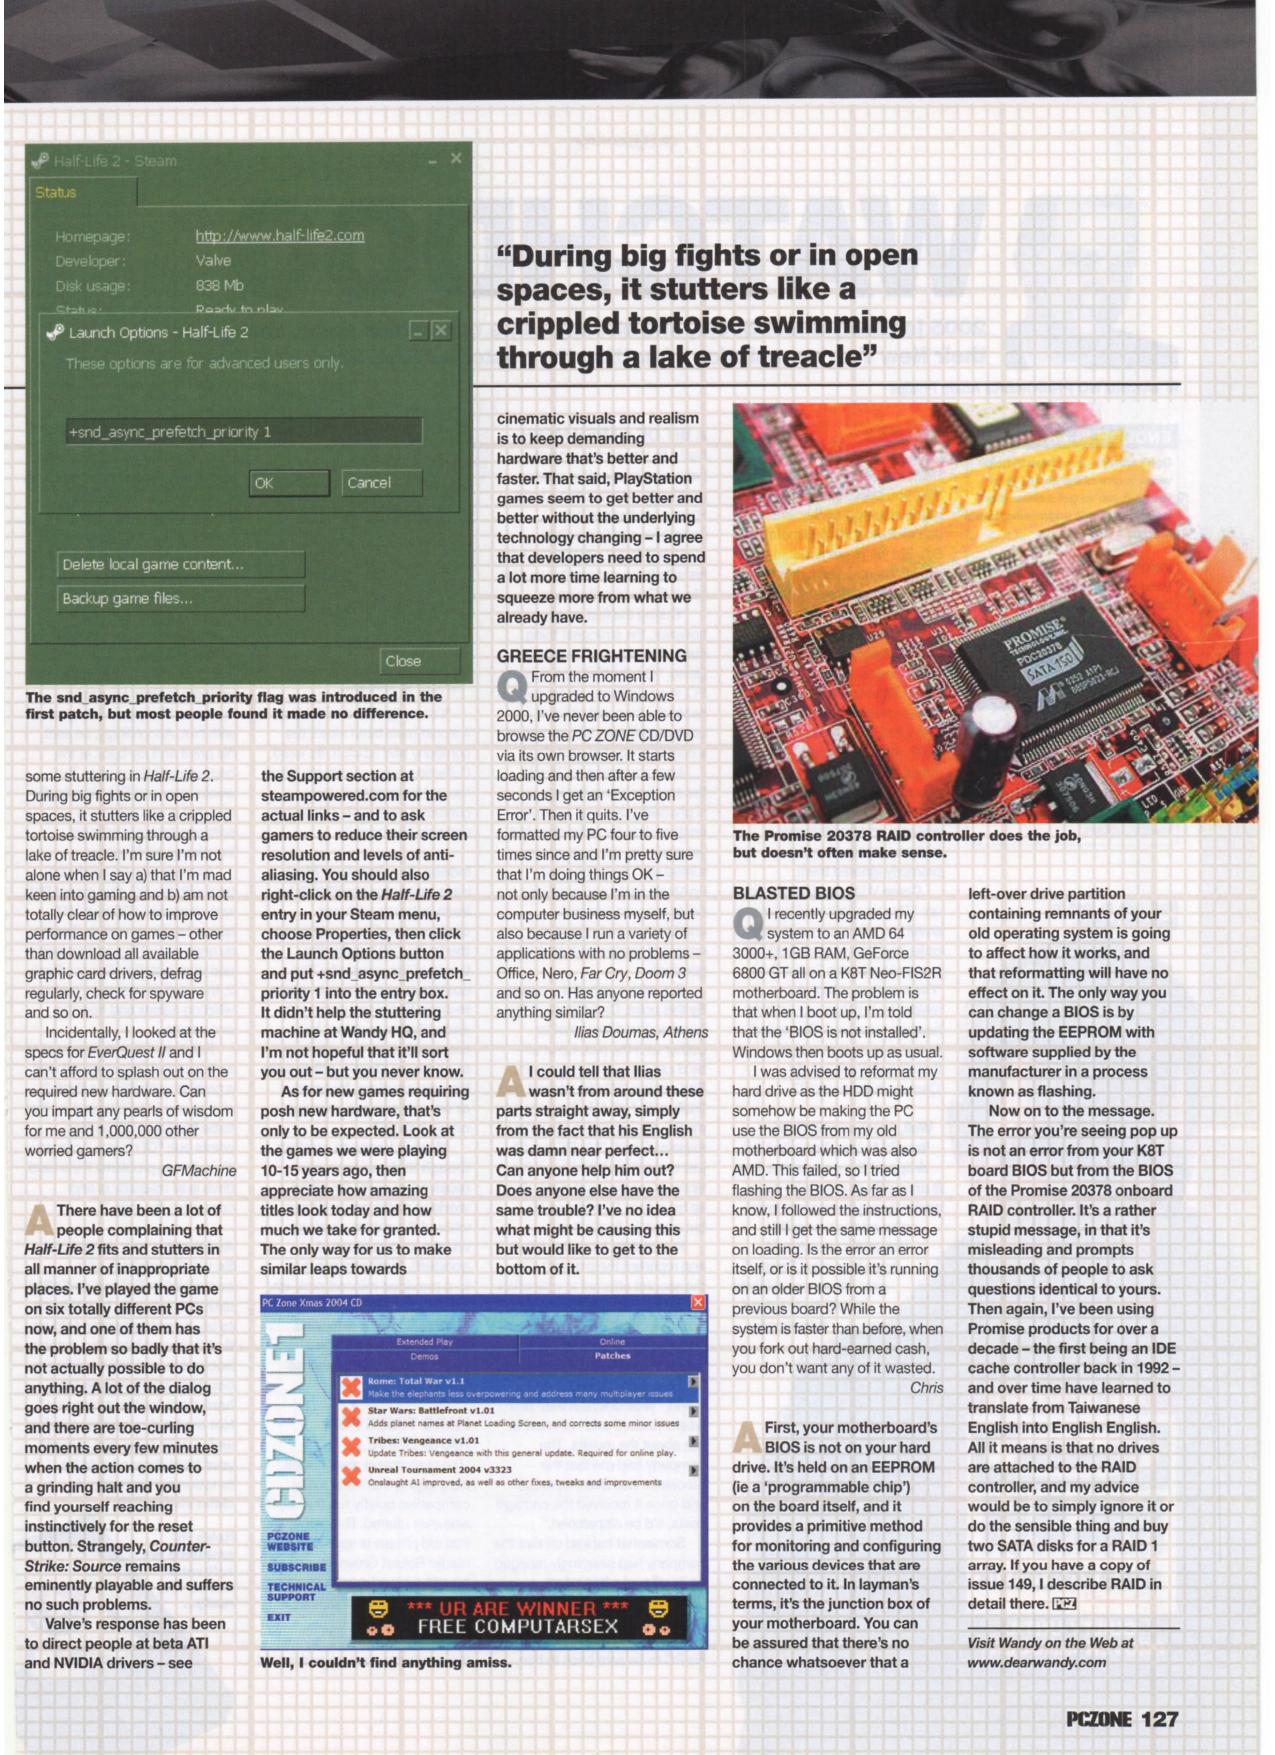 Half-Life 2 - Steam
Status
Homepage: http://www.half-life2.com
Developer: Valve
Disk usage: 838 Mb
Status: Ready to play
Launch Options - Half-Life 2
These options are for advanced users only.
+snd_async_prefetch_priority 1
OK Cancel
Delete local game content...
Backup game files...
Close
The snd_async_prefetch_priority flag was introduced in the
first patch, but most people found it made no difference.
“During big fights or in open
spaces, it stutters like a
crippled tortoise swimming
through a lake of treacle”
some stuttering in Half-Life 2.
During big fights or in open
spaces, it stutters like a crippled
tortoise swimming through a
lake of treacle. I'm sure I'm not
alone when I say a) that I'm mad
keen into gaming and b) am not
totally clear of how to improve
performance on games – other
than download all available
graphic card drivers, defrag
regularly, check for spyware
and so on.
Incidentally, I looked at the
specs for EverQuest II and I
can't afford to splash out on the
required new hardware. Can
you impart any pearls of wisdom
for me and 1,000,000 other
worried gamers?
GFMachine
A There have been a lot of
people complaining that
Half-Life 2 fits and stutters in
all manner of inappropriate
places. I've played the game
on six totally different PCs
now, and one of them has
the problem so badly that it's
not actually possible to do
anything. A lot of the dialog
goes right out the window,
and there are toe-curling
moments every few minutes
when the action comes to
a grinding halt and you
find yourself reaching
instinctively for the reset
button. Strangely, Counter-
Strike: Source remains
eminently playable and suffers
no such problems.
Valve's response has been
to direct people at beta ATI
and NVIDIA drivers – see
the Support section at
steampowered.com for the
actual links – and to ask
gamers to reduce their screen
resolution and levels of anti-
aliasing. You should also
right-click on the Half-Life 2
entry in your Steam menu,
choose Properties, then click
the Launch Options button
and put +snd_async_prefetch_
priority 1 into the entry box.
It didn't help the stuttering
machine at Wandy HQ, and
I'm not hopeful that it'll sort
you out – but you never know.
As for new games requiring
posh new hardware, that's
only to be expected. Look at
the games we were playing
10-15 years ago, then
appreciate how amazing
titles look today and how
much we take for granted.
The only way for us to make
similar leaps towards
cinematic visuals and realism
is to keep demanding
hardware that's better and
faster. That said, PlayStation
games seem to get better and
better without the underlying
technology changing – I agree
that developers need to spend
a lot more time learning to
squeeze more from what we
already have.
GREECE FRIGHTENING
Q From the moment I
upgraded to Windows
2000, I've never been able to
browse the PC ZONE CD/DVD
via its own browser. It starts
loading and then after a few
seconds I get an 'Exception
Error'. Then it quits. I've
formatted my PC four to five
times since and I'm pretty sure
that I'm doing things OK –
not only because I'm in the
computer business myself, but
also because I run a variety of
applications with no problems –
Office, Nero, Far Cry, Doom 3
and so on. Has anyone reported
anything similar?
Ilias Doumas, Athens
A I could tell that Ilias
wasn't from around these
parts straight away, simply
from the fact that his English
was damn near perfect...
Can anyone help him out?
Does anyone else have the
same trouble? I've no idea
what might be causing this
but would like to get to the
bottom of it.
PC Zone Xmas 2004 CD
CDZONE1
Extended Play Online
Demos Patches
Rome: Total War v1.1
Make the elephants less overpowering and address many multiplayer issues
Star Wars: Battlefront v1.01
Adds planet names at Planet Loading Screen, and corrects some minor issues
Tribes: Vengeance v1.01
Update Tribes: Vengeance with this general update. Required for online play.
Unreal Tournament 2004 v3323
Onslaught AI improved, as well as other fixes, tweaks and improvements
PCZONE
WEBSITE
SUBSCRIBE
TECHNICAL
SUPPORT
EXIT
*** UR ARE WINNER ***
FREE COMPUTARSEX
Well, I couldn't find anything amiss.
PROMISE
TECHNOLOGY, INC.
PDC20378
SATA 150
The Promise 20378 RAID controller does the job,
but doesn't often make sense.
BLASTED BIOS
Q I recently upgraded my
system to an AMD 64
3000+, 1GB RAM, GeForce
6800 GT all on a K8T Neo-FIS2R
motherboard. The problem is
that when I boot up, I'm told
that the 'BIOS is not installed'.
Windows then boots up as usual.
I was advised to reformat my
hard drive as the HDD might
somehow be making the PC
use the BIOS from my old
motherboard which was also
AMD. This failed, so I tried
flashing the BIOS. As far as I
know, I followed the instructions,
and still I get the same message
on loading. Is the error an error
itself, or is it possible it's running
on an older BIOS from a
previous board? While the
system is faster than before, when
you fork out hard-earned cash,
you don't want any of it wasted.
Chris
A First, your motherboard's
BIOS is not on your hard
drive. It's held on an EEPROM
(ie a 'programmable chip')
on the board itself, and it
provides a primitive method
for monitoring and configuring
the various devices that are
connected to it. In layman's
terms, it's the junction box of
your motherboard. You can
be assured that there's no
chance whatsoever that a
left-over drive partition
containing remnants of your
old operating system is going
to affect how it works, and
that reformatting will have no
effect on it. The only way you
can change a BIOS is by
updating the EEPROM with
software supplied by the
manufacturer in a process
known as flashing.
Now on to the message.
The error you're seeing pop up
is not an error from your K8T
board BIOS but from the BIOS
of the Promise 20378 onboard
RAID controller. It's a rather
stupid message, in that it's
misleading and prompts
thousands of people to ask
questions identical to yours.
Then again, I've been using
Promise products for over a
decade – the first being an IDE
cache controller back in 1992 –
and over time have learned to
translate from Taiwanese
English into English English.
All it means is that no drives
are attached to the RAID
controller, and my advice
would be to simply ignore it or
do the sensible thing and buy
two SATA disks for a RAID 1
array. If you have a copy of
issue 149, I describe RAID in
detail there. PCZ
Visit Wandy on the Web at
www.dearwandy.com
PCZONE 127